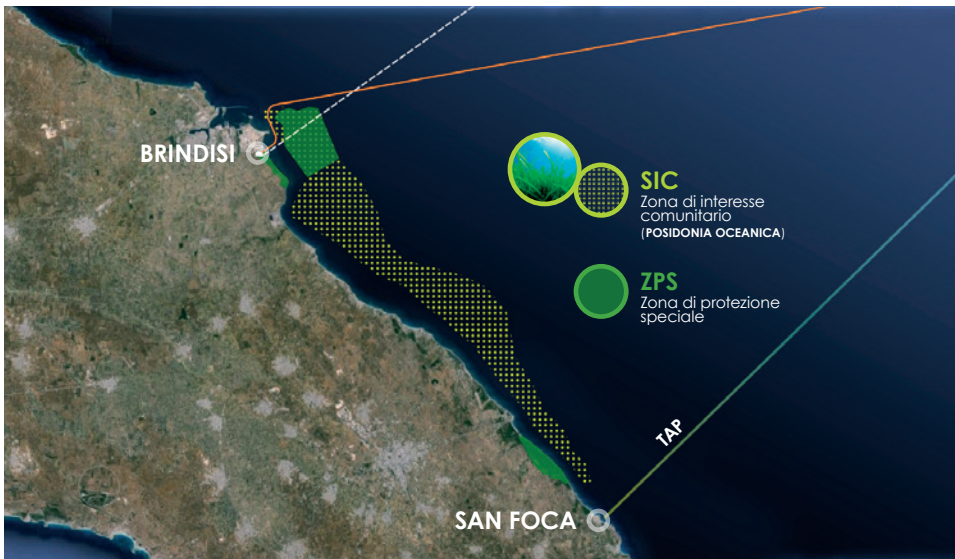 BRINDISI
SIC
Zona di interesse
comunitario
(POSIDONIA OCEANICA)
ZPS
Zona di protezione
speciale
TAP
SAN FOCA